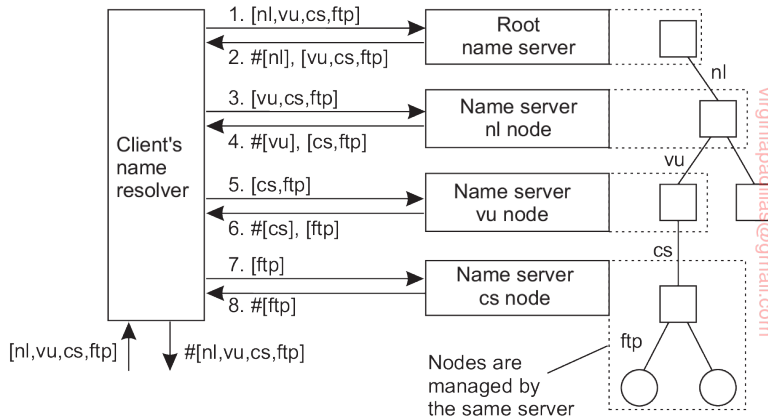 1. [nl,vu,cs,ftp]
2. #[nl], [vu,cs,ftp]
Root
name server
nl
3. [vu,cs,ftp]
4. #[vu], [cs,ftp]
Name server
nl node
Client's
name
resolver
vu
5. [cs,ftp]
6. #[cs], [ftp]
Name server
vu node
cs
7. [ftp]
8. #[ftp]
Name server
cs node
ftp
[nl,vu,cs,ftp]
#[nl,vu,cs,ftp]
Nodes are
managed by
the same server